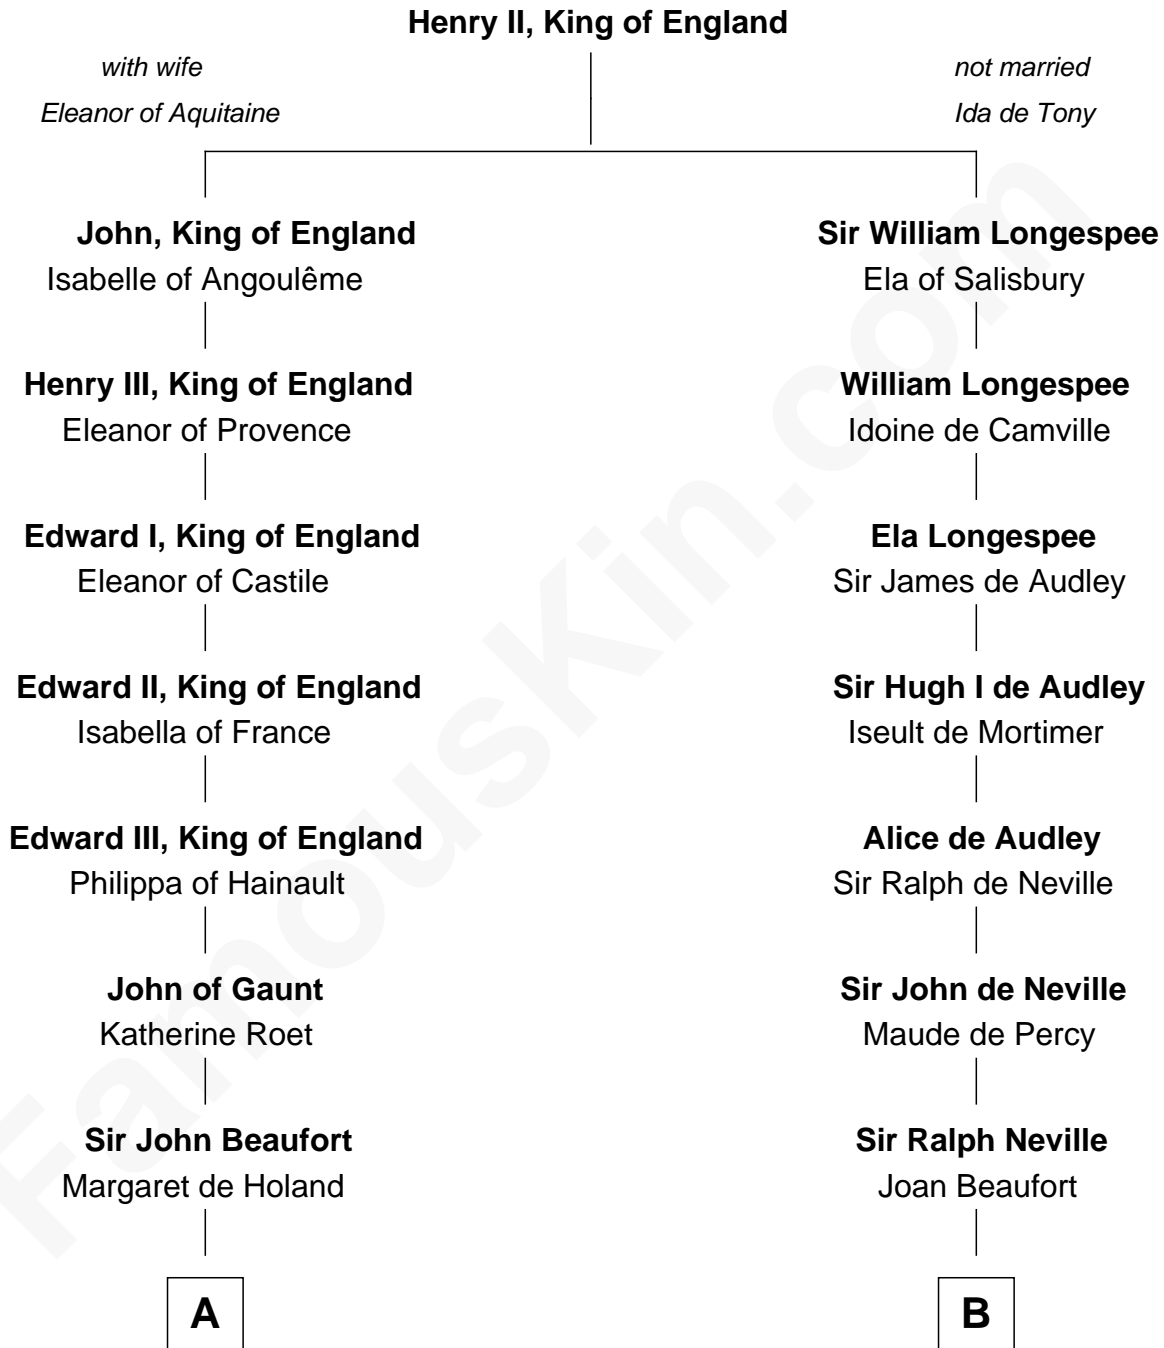 Henry II, King of England
with wife
Eleanor of Aquitaine
not married
Ida de Tony
John, King of England
Isabelle of Angoulême
Sir William Longespee
Ela of Salisbury
Henry III, King of England
Eleanor of Provence
William Longespee
Idoine de Camville
Edward I, King of England
Eleanor of Castile
Ela Longespee
Sir James de Audley
Edward II, King of England
Isabella of France
Sir Hugh I de Audley
Iseult de Mortimer
Edward III, King of England
Philippa of Hainault
Alice de Audley
Sir Ralph de Neville
John of Gaunt
Katherine Roet
Sir John de Neville
Maude de Percy
Sir John Beaufort
Margaret de Holand
Sir Ralph Neville
Joan Beaufort
A
B
FamousKin.com